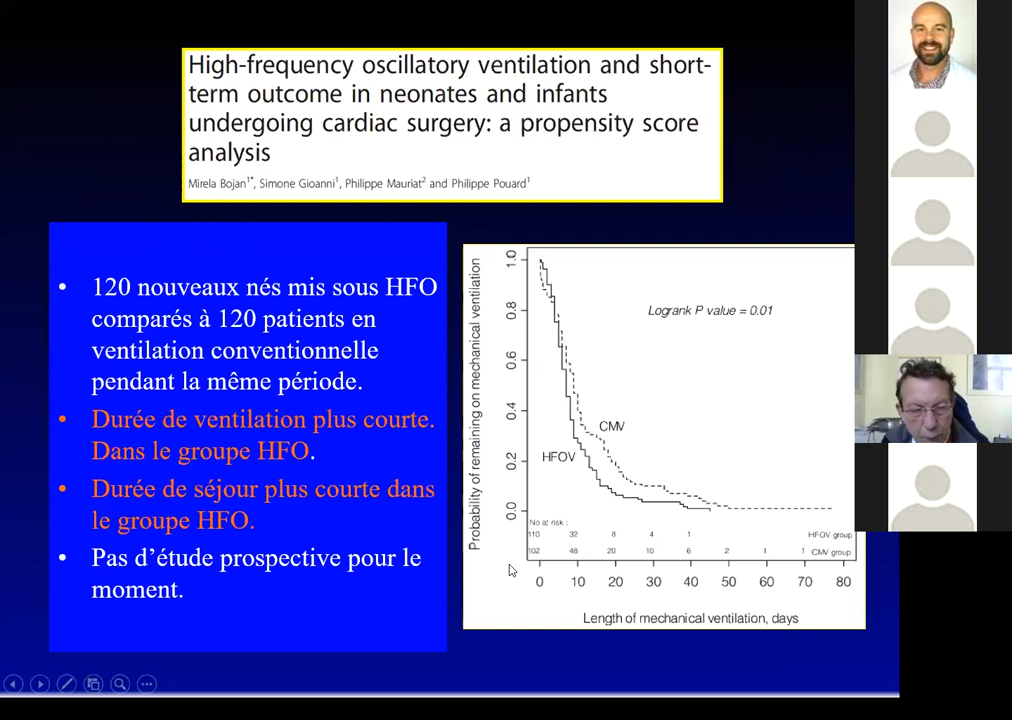 High-frequency oscillatory ventilation and short-
term outcome in neonates and infants
undergoing cardiac surgery: a propensity score
analysis
Mirela Bojan1*, Simone Gioanni1, Philippe Mauriat2 and Philippe Pouard1
• 120 nouveaux nés mis sous HFO
comparés à 120 patients en
ventilation conventionnelle
pendant la même période.
• Durée de ventilation plus courte.
Dans le groupe HFO.
• Durée de séjour plus courte dans
le groupe HFO.
• Pas d’étude prospective pour le
moment.
Probability of remaining on mechanical ventilation
1.0
0.8
0.6
0.4
0.2
0.0
Logrank P value = 0.01
CMV
HFOV
No at risk :
110 32 8 4 1 HFOV group
102 48 20 10 6 2 1 1 CMV group
0 10 20 30 40 50 60 70 80
Length of mechanical ventilation, days